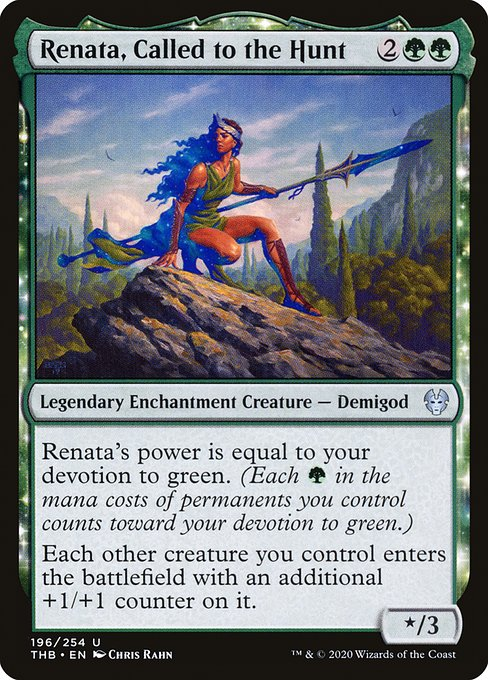 Renata, Called to the Hunt 2
Legendary Enchantment Creature — Demigod
Renata's power is equal to your
devotion to green. (Each in the
mana costs of permanents you control
counts toward your devotion to green.)
Each other creature you control enters
the battlefield with an additional
+1/+1 counter on it.
★/3
196/254 U
THB • EN Chris Rahn
™ & © 2020 Wizards of the Coast